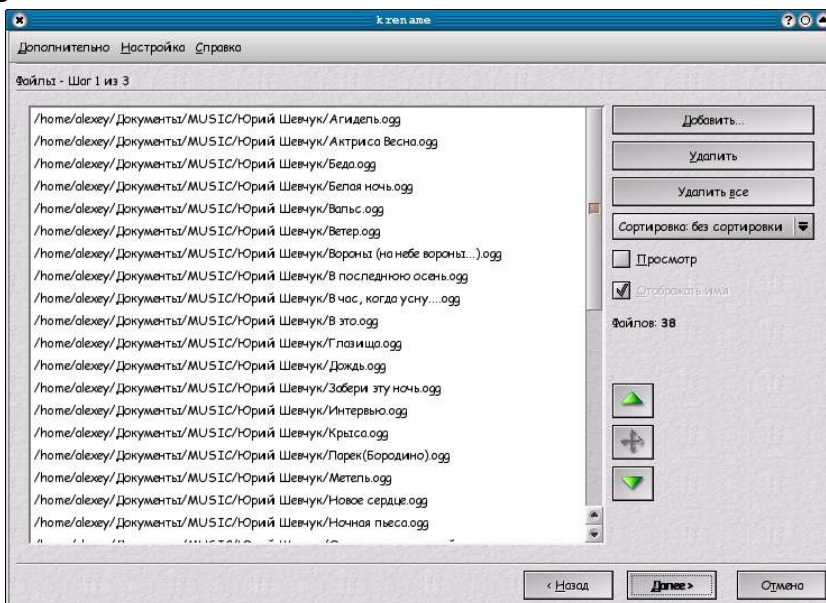 krename
Дополнительно Настройка Справка
Файлы - Шаг 1 из 3
/home/alexey/Документы/MUSIC/Юрий Шевчук/Агидель.ogg
/home/alexey/Документы/MUSIC/Юрий Шевчук/Актриса Весна.ogg
/home/alexey/Документы/MUSIC/Юрий Шевчук/Беда.ogg
/home/alexey/Документы/MUSIC/Юрий Шевчук/Белая ночь.ogg
/home/alexey/Документы/MUSIC/Юрий Шевчук/Вальс.ogg
/home/alexey/Документы/MUSIC/Юрий Шевчук/Ветер.ogg
/home/alexey/Документы/MUSIC/Юрий Шевчук/Вороны (на небе вороны...).ogg
/home/alexey/Документы/MUSIC/Юрий Шевчук/В последнюю осень.ogg
/home/alexey/Документы/MUSIC/Юрий Шевчук/В час, когда усну....ogg
/home/alexey/Документы/MUSIC/Юрий Шевчук/В это.ogg
/home/alexey/Документы/MUSIC/Юрий Шевчук/Глазища.ogg
/home/alexey/Документы/MUSIC/Юрий Шевчук/Дождь.ogg
/home/alexey/Документы/MUSIC/Юрий Шевчук/Забери эту ночь.ogg
/home/alexey/Документы/MUSIC/Юрий Шевчук/Интервью.ogg
/home/alexey/Документы/MUSIC/Юрий Шевчук/Крыса.ogg
/home/alexey/Документы/MUSIC/Юрий Шевчук/Ларек(Бородино).ogg
/home/alexey/Документы/MUSIC/Юрий Шевчук/Метель.ogg
/home/alexey/Документы/MUSIC/Юрий Шевчук/Новое сердце.ogg
/home/alexey/Документы/MUSIC/Юрий Шевчук/Ночная пьеса.ogg
Добавить...
Удалить
Удалить все
Сортировка: без сортировки
Просмотр
Отображать имя
Файлов: 38
< Назад Далее > Отмена